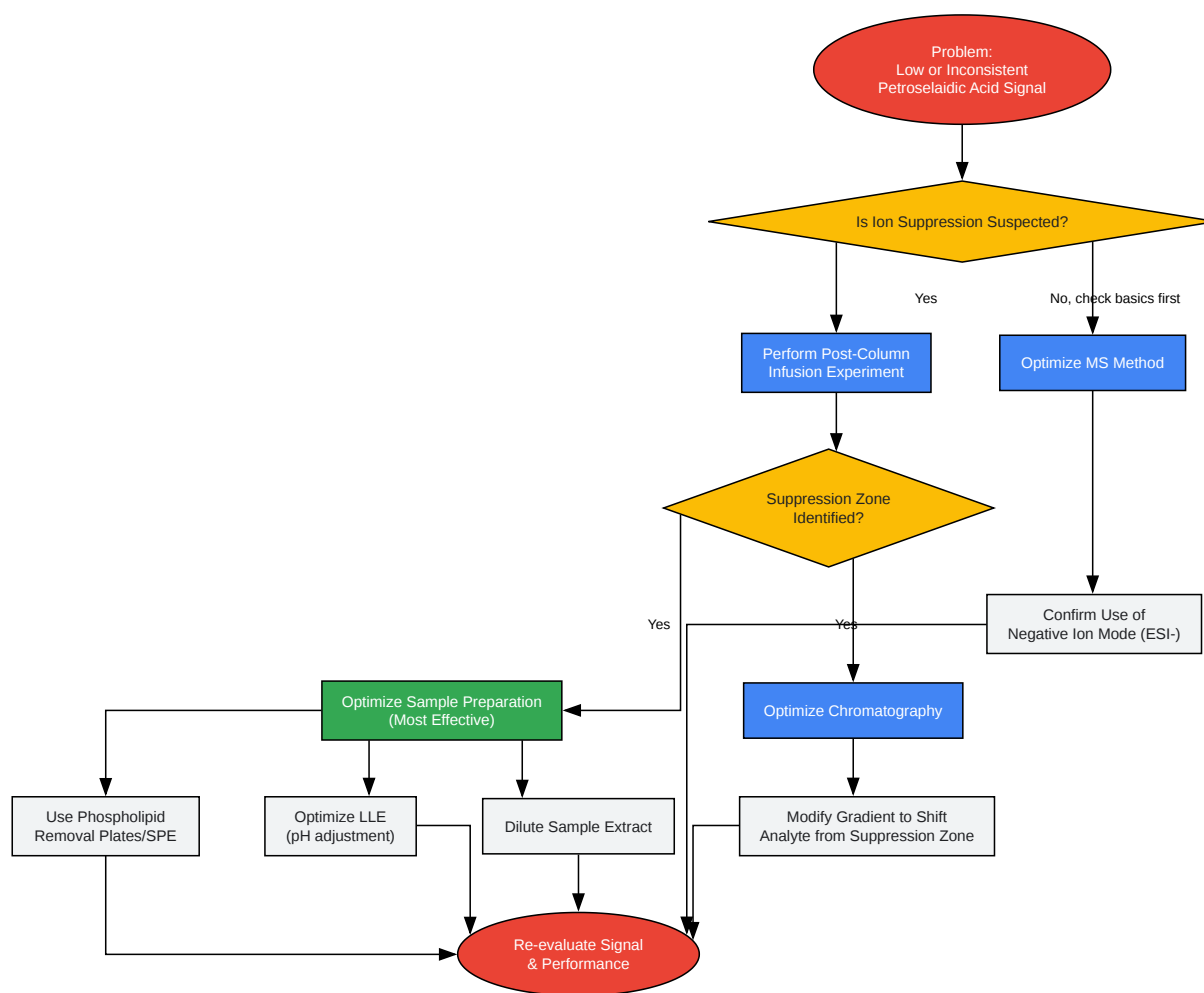 Problem:
Low or Inconsistent
Petroselaidic Acid Signal
Is Ion Suppression Suspected?
Yes
No, check basics first
Perform Post-Column
Infusion Experiment
Optimize MS Method
Suppression Zone
Identified?
Yes
Yes
Confirm Use of
Negative Ion Mode (ESI-)
Optimize Sample Preparation
(Most Effective)
Optimize Chromatography
Use Phospholipid
Removal Plates/SPE
Optimize LLE
(pH adjustment)
Dilute Sample Extract
Modify Gradient to Shift
Analyte from Suppression Zone
Re-evaluate Signal
& Performance